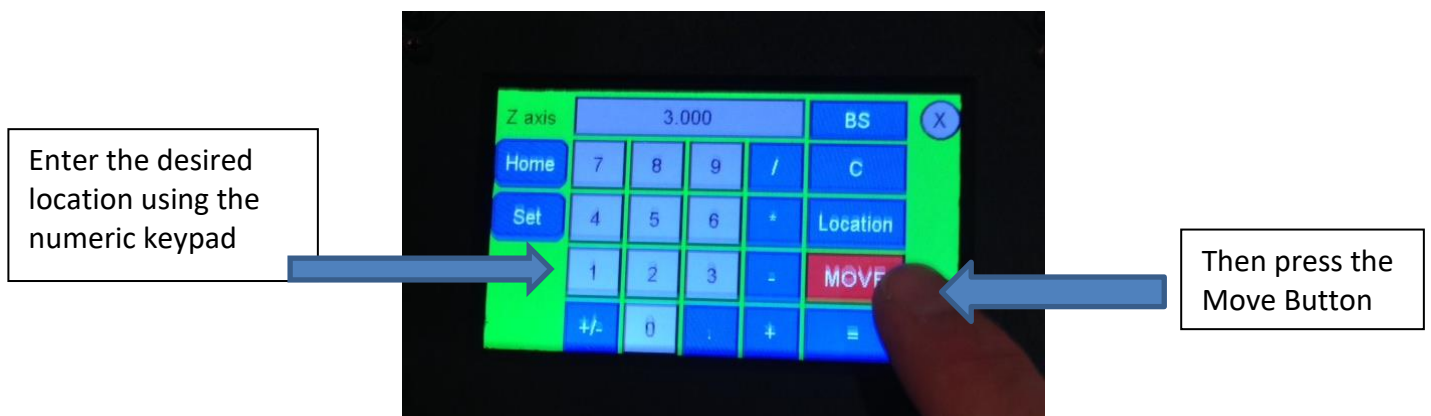 Enter the desired
location using the
numeric keypad
Z axis 3.000 BS X
Home 7 8 9 / C
Set 4 5 6 * Location
1 2 3 - MOVE
+/- 0 . + =
Then press the
Move Button